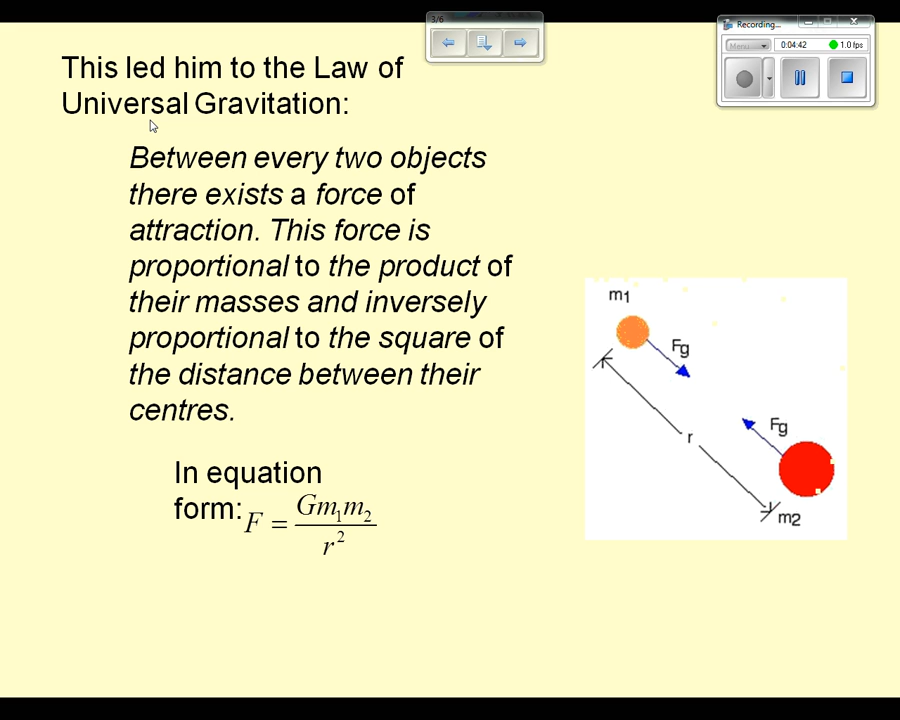 3/6
Recording...
Menu
0:04:42
1.0 fps
This led him to the Law of
Universal Gravitation:
Between every two objects
there exists a force of
attraction. This force is
proportional to the product of
their masses and inversely
proportional to the square of
the distance between their
centres.
In equation
form: F = Gm₁m₂ / r²
m1
Fg
r
Fg
m2